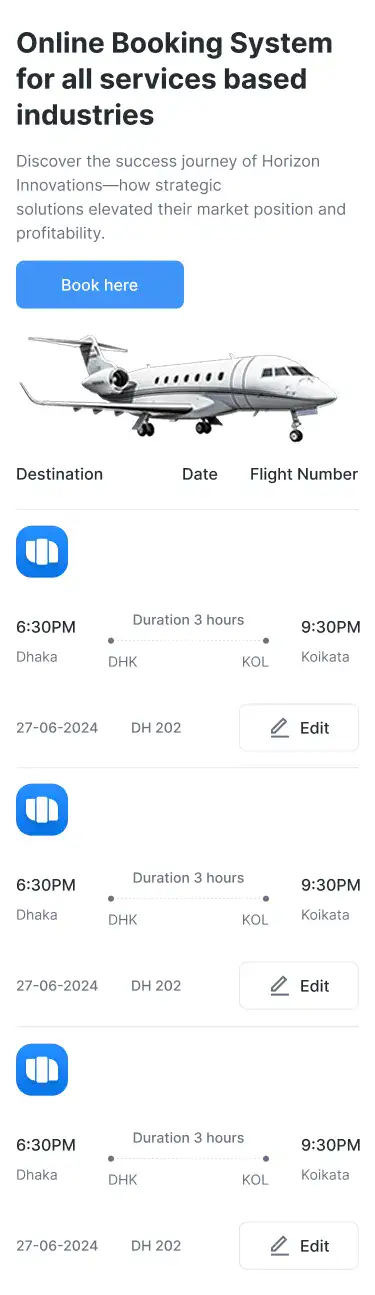 Online Booking System
for all services based
industries
Discover the success journey of Horizon
Innovations—how strategic
solutions elevated their market position and
profitability.
Book here
Destination Date Flight Number
Duration 3 hours
6:30PM 9:30PM
Dhaka DHK KOL Koikata
27-06-2024 DH 202 Edit
Duration 3 hours
6:30PM 9:30PM
Dhaka DHK KOL Koikata
27-06-2024 DH 202 Edit
Duration 3 hours
6:30PM 9:30PM
Dhaka DHK KOL Koikata
27-06-2024 DH 202 Edit